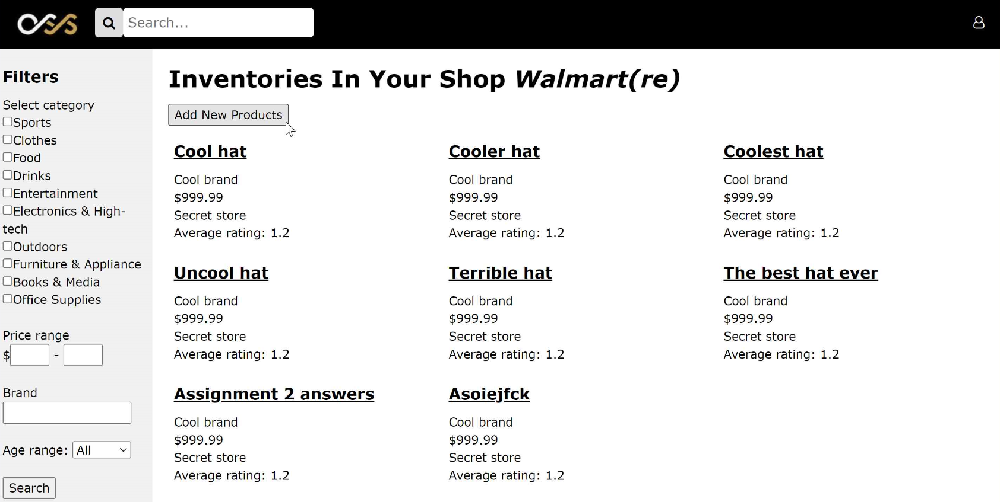 OSS
Search...
Filters
Select category
Sports
Clothes
Food
Drinks
Entertainment
Electronics & High-
tech
Outdoors
Furniture & Appliance
Books & Media
Office Supplies
Price range
$ -
Brand
Age range: All
Search
Inventories In Your Shop Walmart(re)
Add New Products
Cool hat
Cool brand
$999.99
Secret store
Average rating: 1.2
Cooler hat
Cool brand
$999.99
Secret store
Average rating: 1.2
Coolest hat
Cool brand
$999.99
Secret store
Average rating: 1.2
Uncool hat
Cool brand
$999.99
Secret store
Average rating: 1.2
Terrible hat
Cool brand
$999.99
Secret store
Average rating: 1.2
The best hat ever
Cool brand
$999.99
Secret store
Average rating: 1.2
Assignment 2 answers
Cool brand
$999.99
Secret store
Average rating: 1.2
Asoiejfck
Cool brand
$999.99
Secret store
Average rating: 1.2